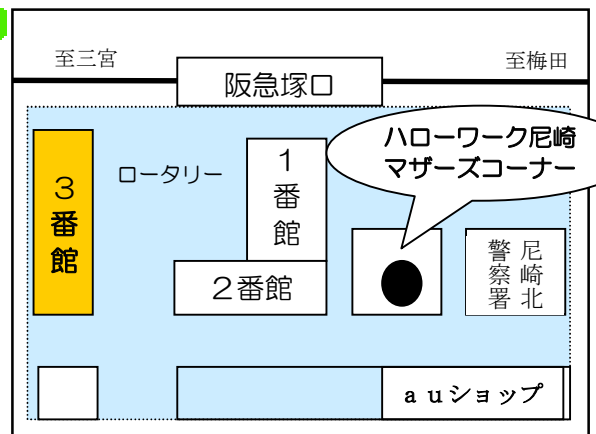 至三宮
至梅田
阪急塚口
ハローワーク尼崎
マザーズコーナー
ロータリー
3番館
1番館
2番館
尼崎北
警察署
auショップ